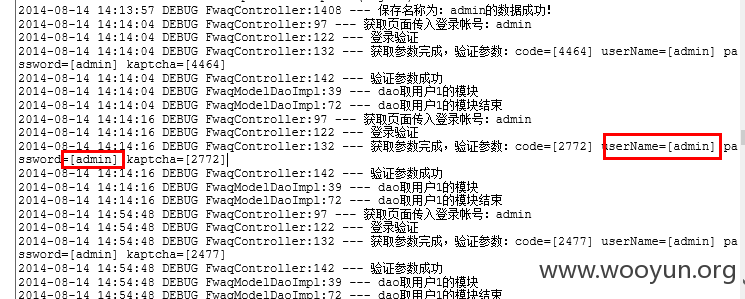 2014-08-14 14:13:57 DEBUG FwaqController:1408 --- 保存名称为: admin的数据成功!
2014-08-14 14:14:04 DEBUG FwaqController:97 --- 获取页面传入登录帐号: admin
2014-08-14 14:14:04 DEBUG FwaqController:122 --- 登录验证
2014-08-14 14:14:04 DEBUG FwaqController:132 --- 获取参数完成, 验证参数: code=[4464] userName=[admin] pa
ssword=[admin] kaptcha=[4464]
2014-08-14 14:14:04 DEBUG FwaqController:142 --- 验证参数成功
2014-08-14 14:14:04 DEBUG FwaqModelDaoImpl:39 --- dao取用户1的模块
2014-08-14 14:14:04 DEBUG FwaqModelDaoImpl:72 --- dao取用户1的模块结束
2014-08-14 14:14:16 DEBUG FwaqController:97 --- 获取页面传入登录帐号: admin
2014-08-14 14:14:16 DEBUG FwaqController:122 --- 登录验证
2014-08-14 14:14:16 DEBUG FwaqController:132 --- 获取参数完成, 验证参数: code=[2772] userName=[admin] pa
ssword=[admin] kaptcha=[2772]
2014-08-14 14:14:16 DEBUG FwaqController:142 --- 验证参数成功
2014-08-14 14:14:16 DEBUG FwaqModelDaoImpl:39 --- dao取用户1的模块
2014-08-14 14:14:16 DEBUG FwaqModelDaoImpl:72 --- dao取用户1的模块结束
2014-08-14 14:54:48 DEBUG FwaqController:97 --- 获取页面传入登录帐号: admin
2014-08-14 14:54:48 DEBUG FwaqController:122 --- 登录验证
2014-08-14 14:54:48 DEBUG FwaqController:132 --- 获取参数完成, 验证参数: code=[2477] userName=[admin] pa
ssword=[admin] kaptcha=[2477]
2014-08-14 14:54:48 DEBUG FwaqController:142 --- 验证参数成功
2014-08-14 14:54:48 DEBUG FwaqModelDaoImpl:39 --- dao取用户1的模块
2014-08-14 14:54:48 DEBUG FwaqModelDaoImpl:72 --- dao取用户1的模块结束
www.wooyun.org